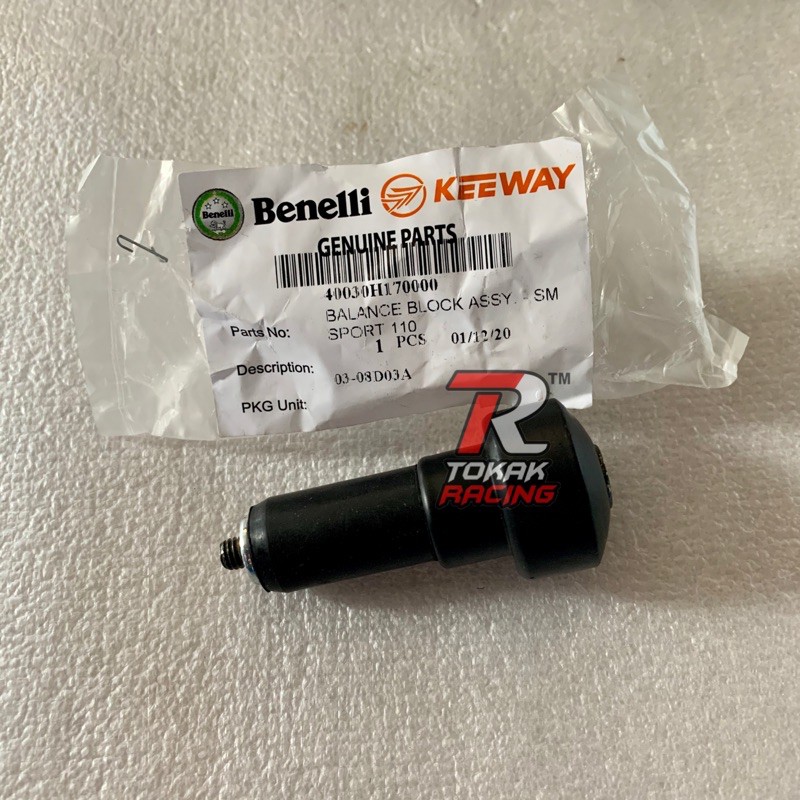 Benelli
Benelli KEEWAY
GENUINE PARTS
40030H170000
Parts No: BALANCE BLOCK ASSY. - SM
SPORT 110
1 PCS 01/12/20
Description: 03-08D03A
PKG Unit:
TR™
TOKAK
RACING